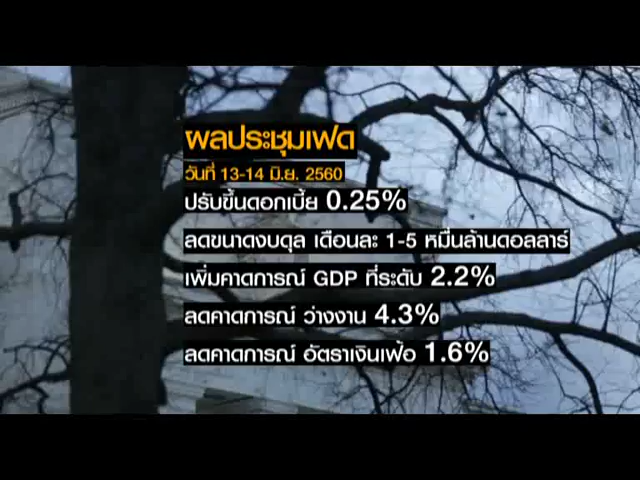 ผลประชุมเฟด
วันที่ 13-14 มิ.ย. 2560
ปรับขึ้นดอกเบี้ย 0.25%
ลดขนาดงบดุล เดือนละ 1-5 หมื่นล้านดอลลาร์
เพิ่มคาดการณ์ GDP ที่ระดับ 2.2%
ลดคาดการณ์ ว่างงาน 4.3%
ลดคาดการณ์ อัตราเงินเฟ้อ 1.6%